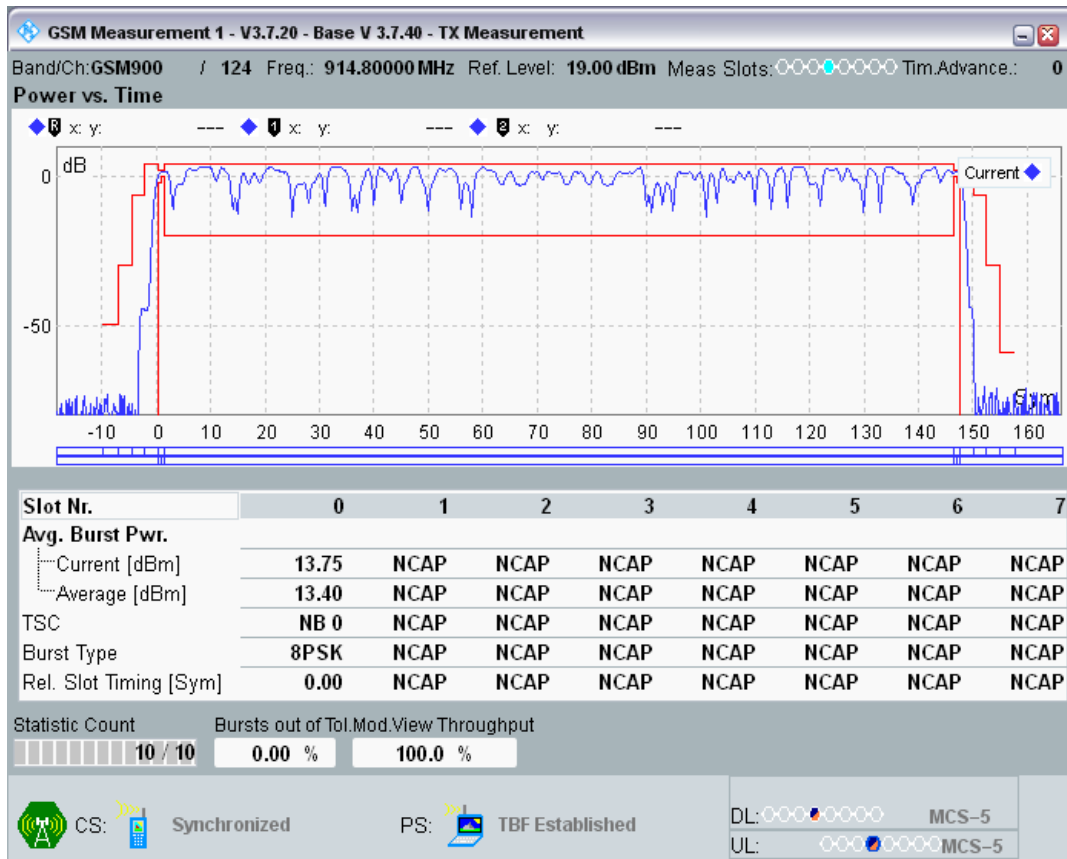 GSM Measurement 1 - V3.7.20 - Base V 3.7.40 - TX Measurement
Band/Ch:GSM900 / 124 Freq.: 914.80000 MHz Ref. Level: 19.00 dBm Meas Slots: Tim.Advance.: 0
Power vs. Time
R x: y: --- 1 x: y: --- 2 x: y: ---
dB
0
Current
-50
Sym
-10 0 10 20 30 40 50 60 70 80 90 100 110 120 130 140 150 160
Slot Nr. 0 1 2 3 4 5 6 7
Avg. Burst Pwr.
Current [dBm] 13.75 NCAP NCAP NCAP NCAP NCAP NCAP NCAP
Average [dBm] 13.40 NCAP NCAP NCAP NCAP NCAP NCAP NCAP
TSC NB 0 NCAP NCAP NCAP NCAP NCAP NCAP NCAP
Burst Type 8PSK NCAP NCAP NCAP NCAP NCAP NCAP NCAP
Rel. Slot Timing [Sym] 0.00 NCAP NCAP NCAP NCAP NCAP NCAP NCAP
Statistic Count Bursts out of Tol.Mod.View Throughput
10 / 10 0.00 % 100.0 %
CS: Synchronized PS: TBF Established DL: MCS-5
UL: MCS-5